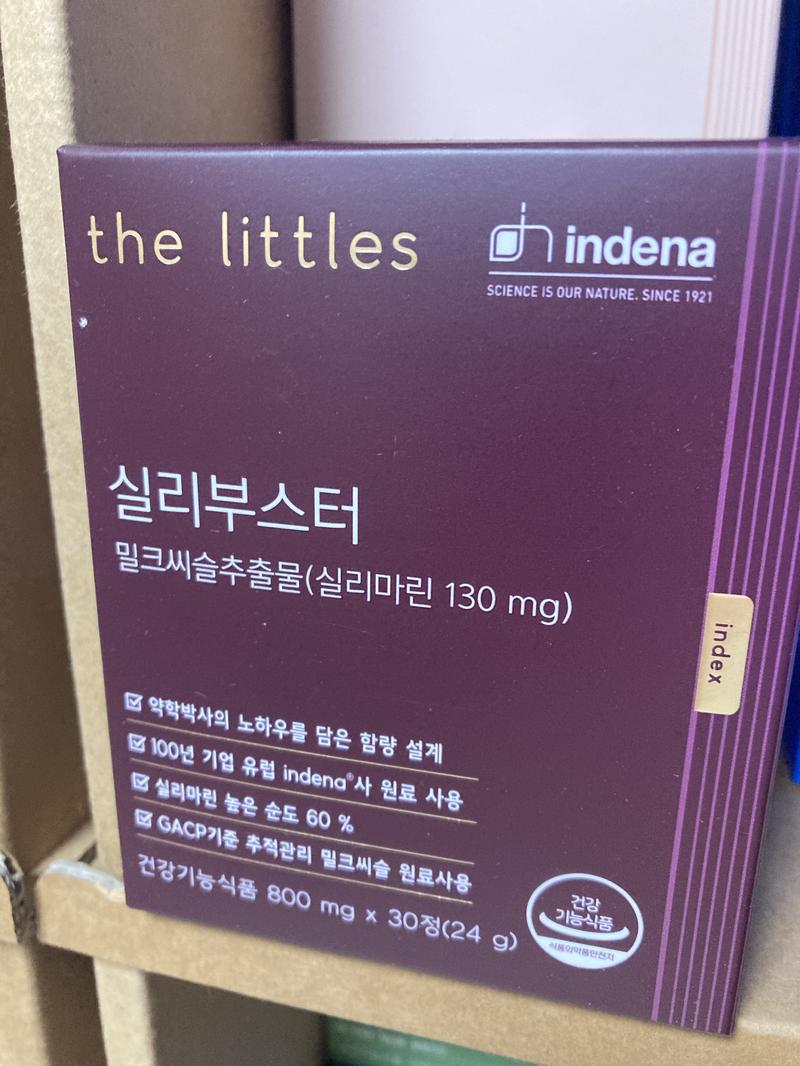 the littles
indena
SCIENCE IS OUR NATURE. SINCE 1921
실리부스터
밀크씨슬추출물(실리마린 130 mg)
index
약학박사의 노하우를 담은 함량 설계
100년 기업 유럽 indena®사 원료 사용
실리마린 높은 순도 60 %
GACP기준 추적관리 밀크씨슬 원료사용
건강기능식품 800 mg x 30정(24 g)
건강
기능식품
식품의약품안전처